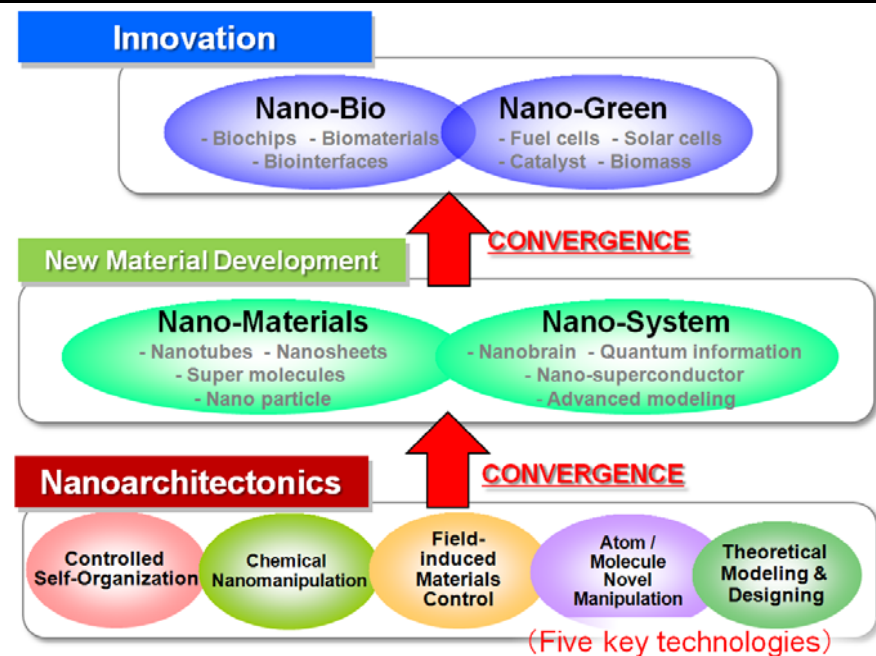 Innovation
Nano-Bio
- Biochips - Biomaterials
- Biointerfaces
Nano-Green
- Fuel cells - Solar cells
- Catalyst - Biomass
CONVERGENCE
New Material Development
Nano-Materials
- Nanotubes - Nanosheets
- Super molecules
- Nano particle
Nano-System
- Nanobrain - Quantum information
- Nano-superconductor
- Advanced modeling
CONVERGENCE
Nanoarchitectonics
Controlled
Self-Organization
Chemical
Nanomanipulation
Field-
induced
Materials
Control
Atom /
Molecule
Novel
Manipulation
Theoretical
Modeling &
Designing
(Five key technologies)